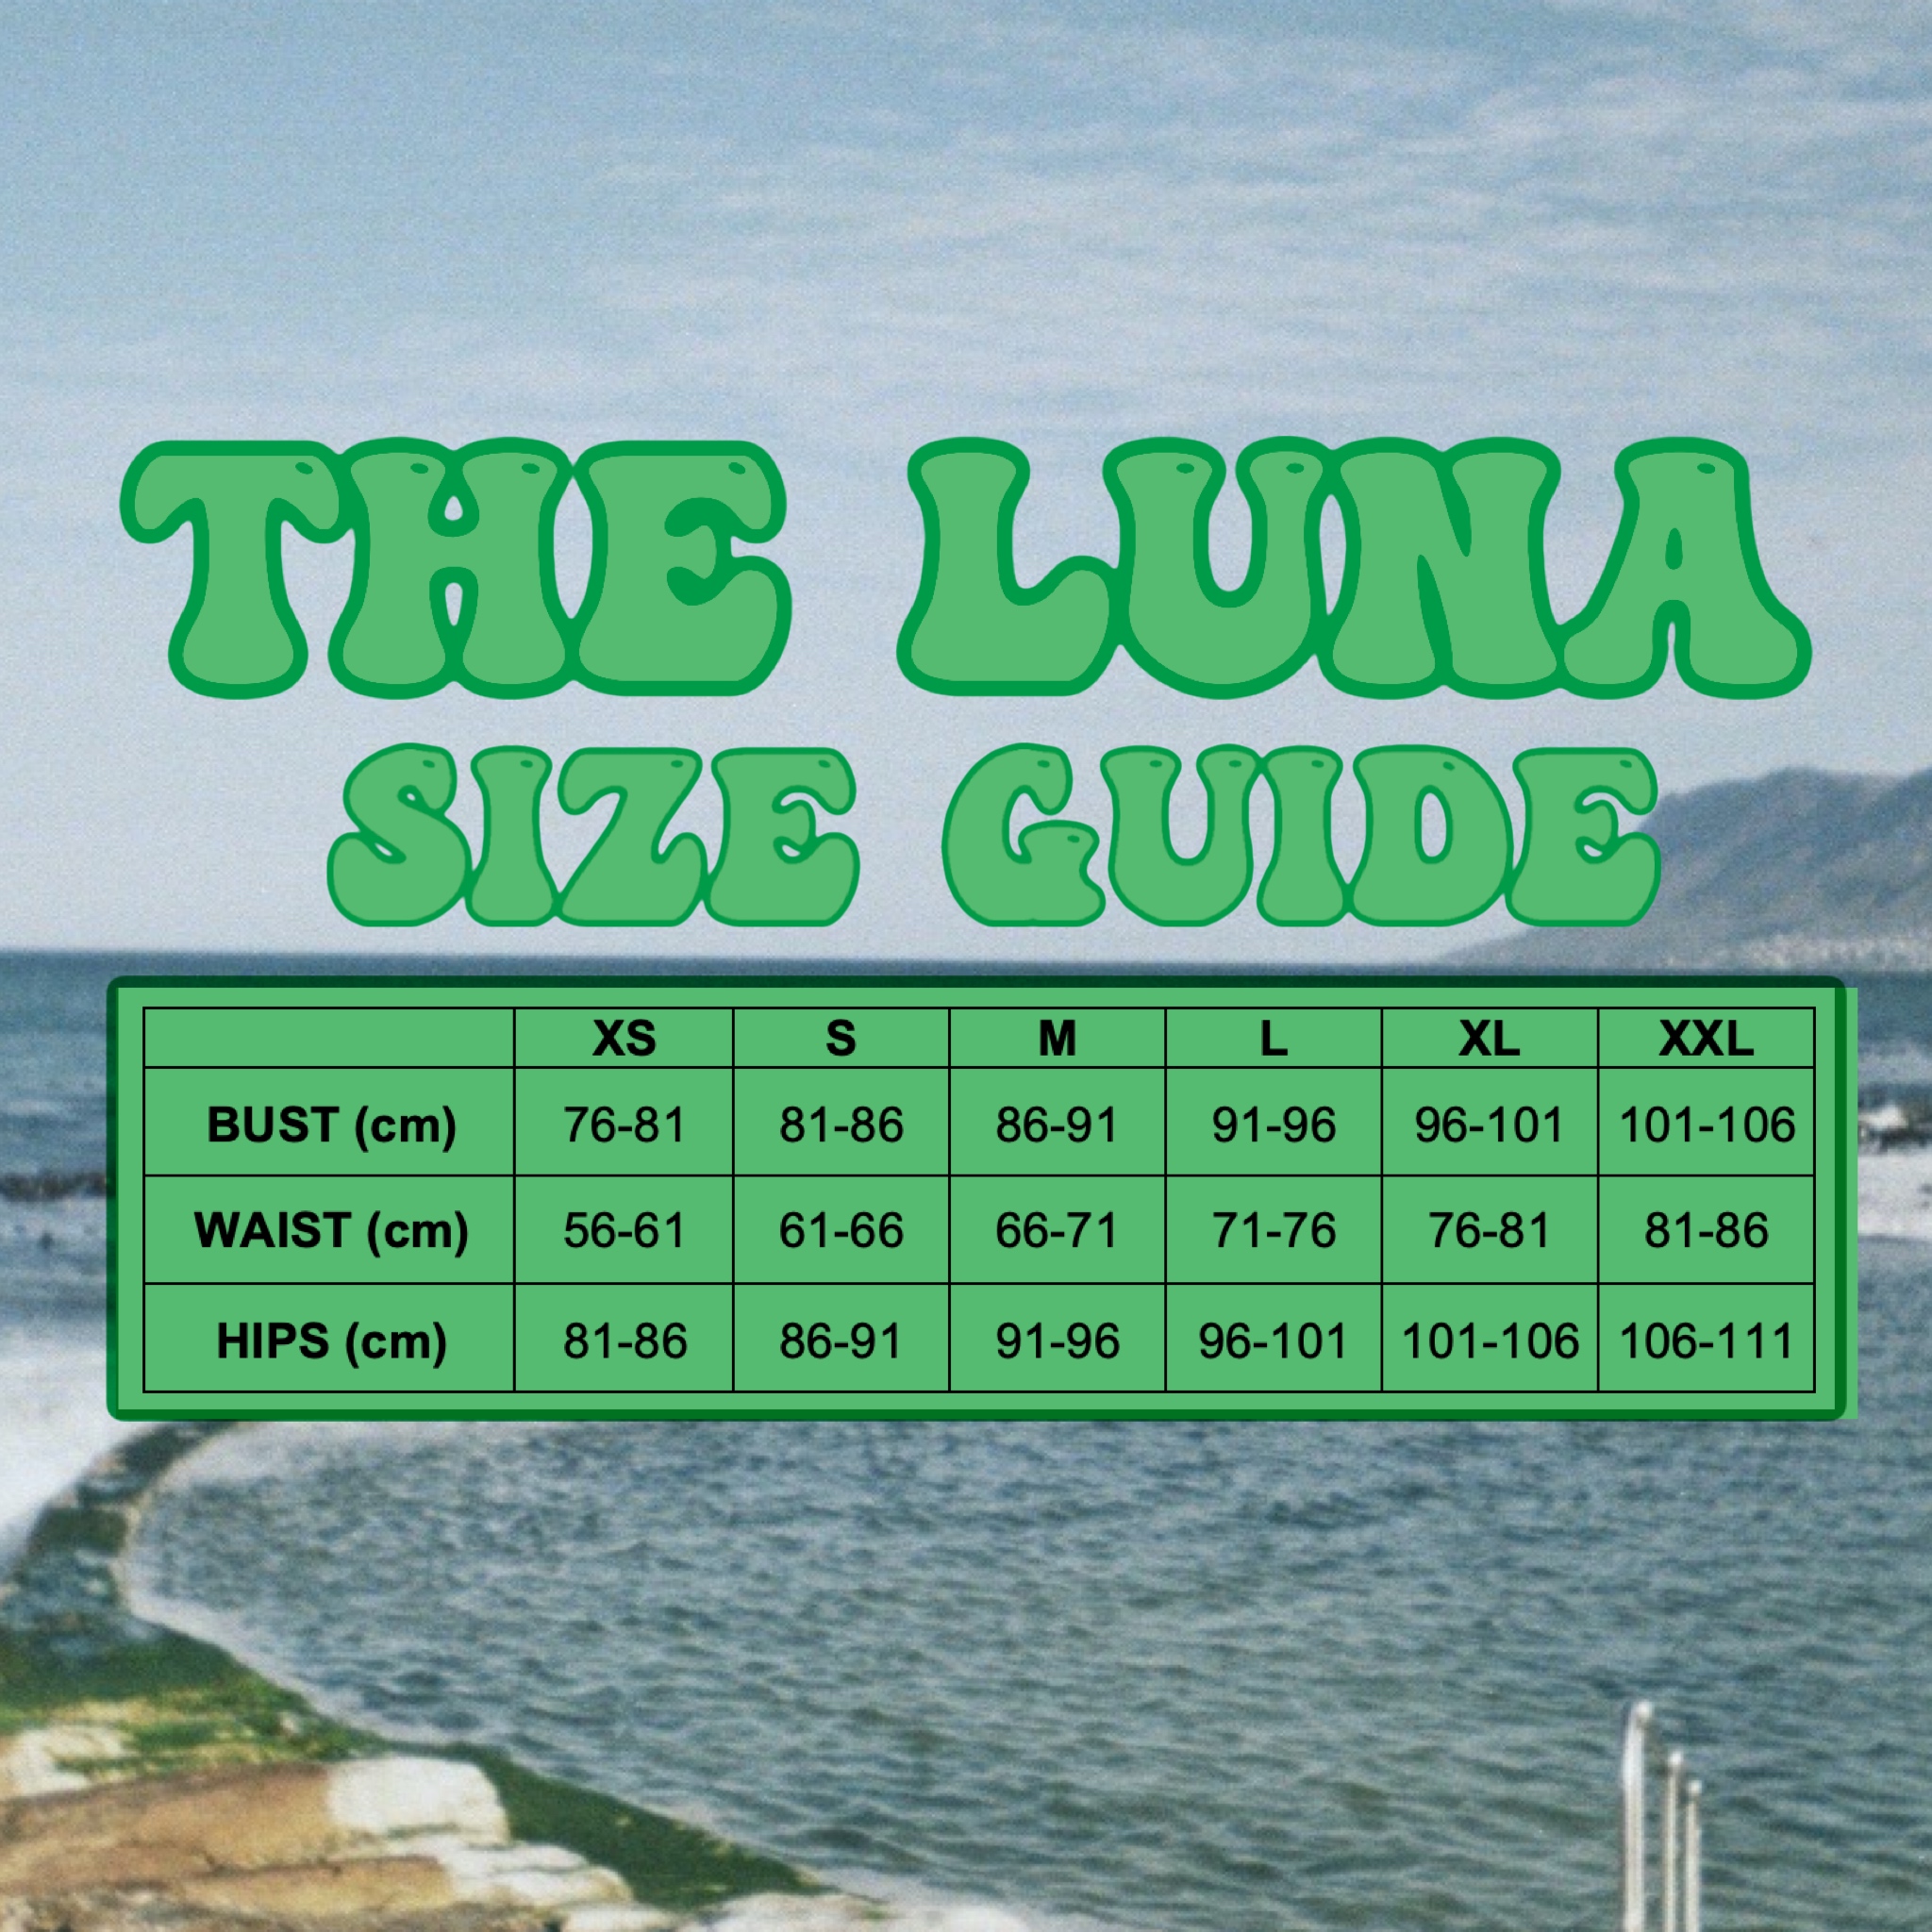 THE LUNA
SIZE GUIDE
XS S M L XL XXL
BUST (cm) 76-81 81-86 86-91 91-96 96-101 101-106
WAIST (cm) 56-61 61-66 66-71 71-76 76-81 81-86
HIPS (cm) 81-86 86-91 91-96 96-101 101-106 106-111